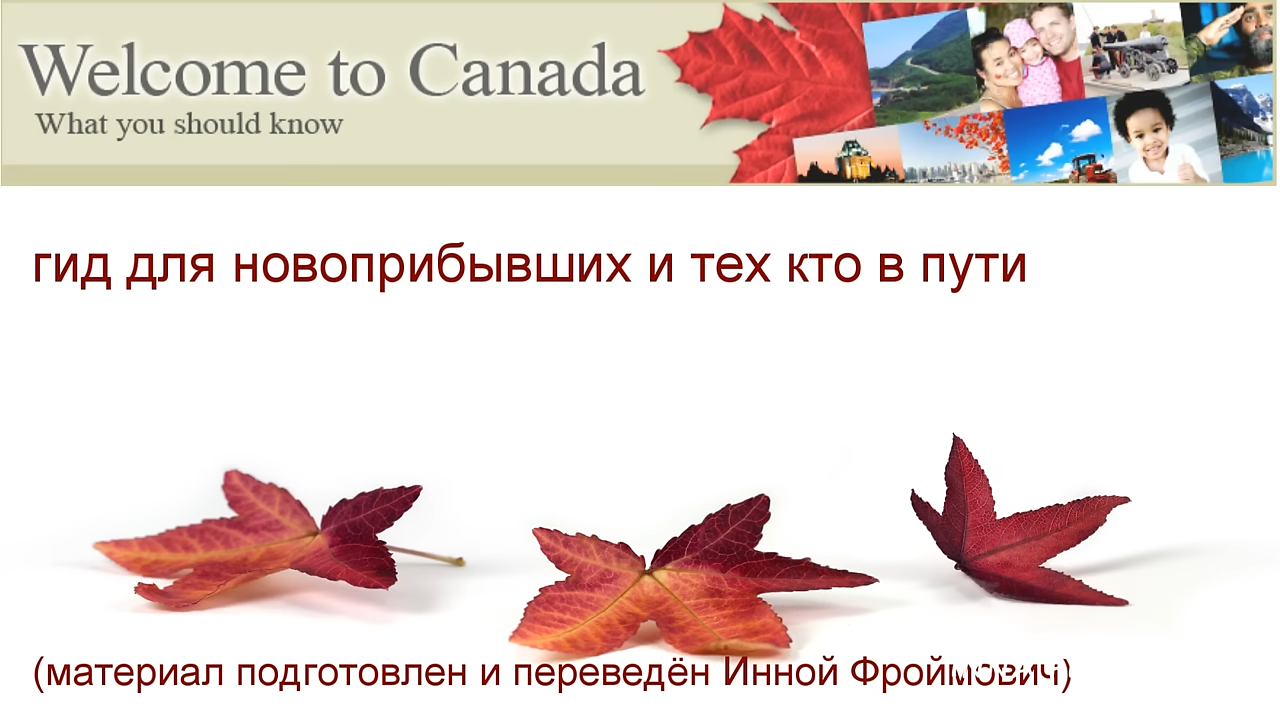 Welcome to Canada
What you should know
гид для новоприбывших и тех кто в пути
(материал подготовлен и переведён Инной Фроймович)